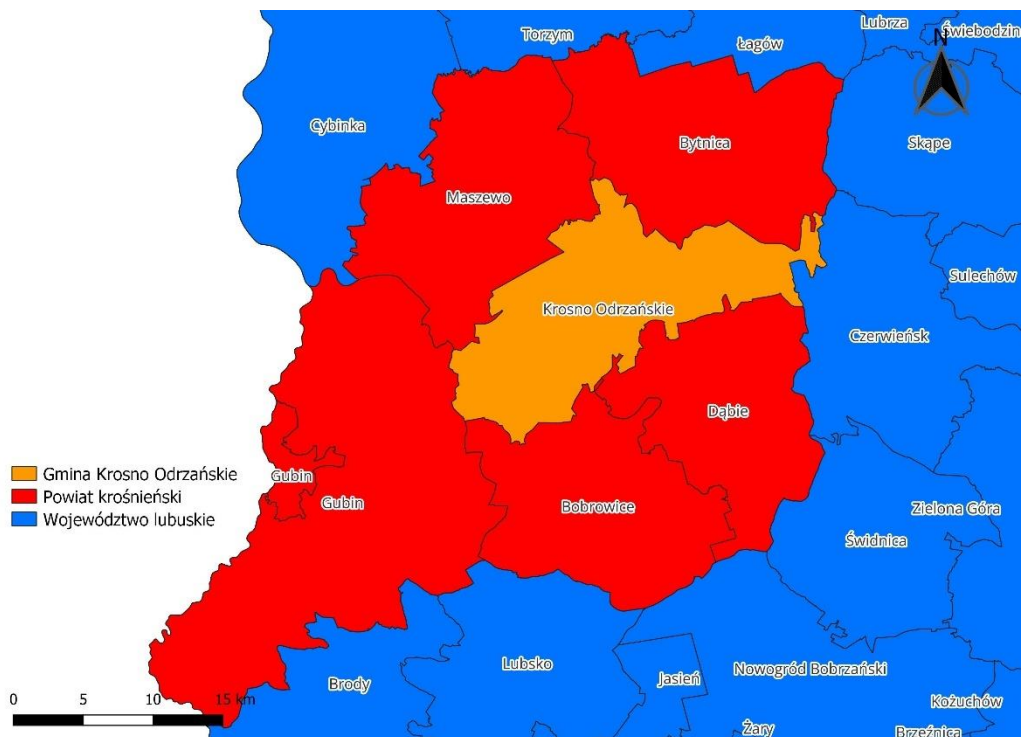 Lubrza
Świebodzin
Torzym
Łagów
N
Cybinka
Bytnica
Skąpe
Maszewo
Sulechów
Krosno Odrzańskie
Czerwieńsk
Dąbie
Gmina Krosno Odrzańskie
Powiat krośnieński
Województwo lubuskie
Gubin
Gubin
Bobrowice
Zielona Góra
Świdnica
Lubsko
Nowogród Bobrzański
Jasień
Brody
Kożuchów
0 5 10 15 km
Żary
Brzeźnica